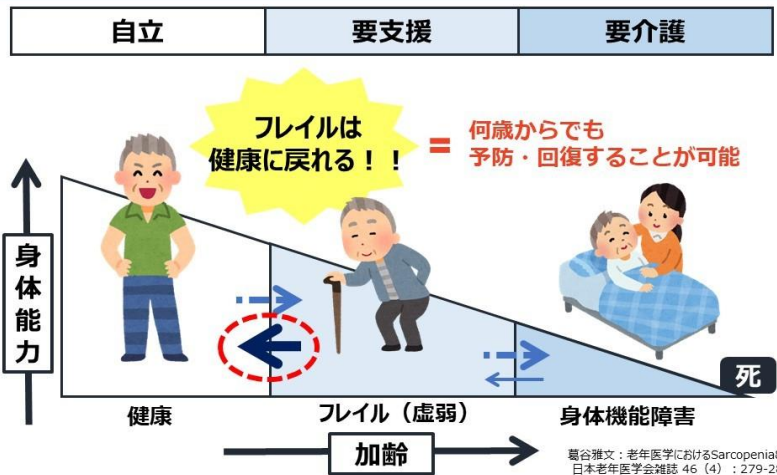 自立
要支援
要介護
フレイルは
健康に戻れる！！
=
何歳からでも
予防・回復することが可能
身体能力
死
健康
フレイル（虚弱）
身体機能障害
加齢
葛谷雅文：老年医学におけるSarcopenia
日本老年医学会雑誌 46（4）：279-2